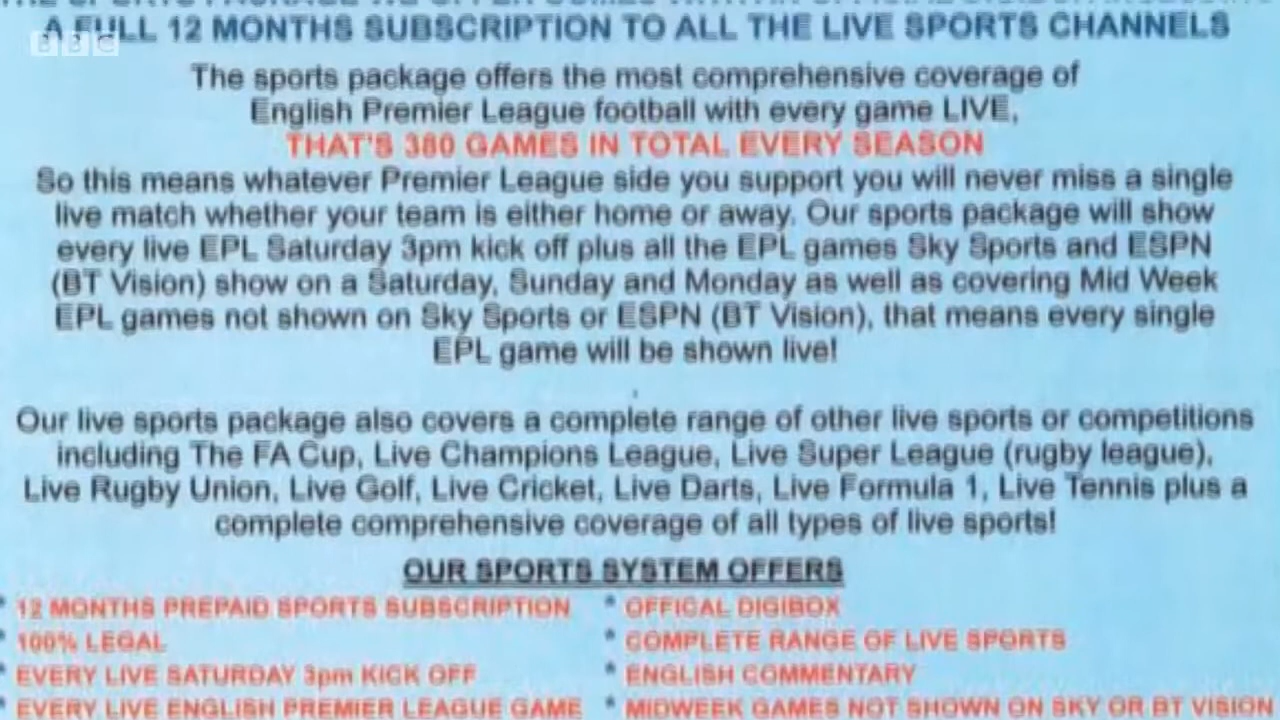 A FULL 12 MONTHS SUBSCRIPTION TO ALL THE LIVE SPORTS CHANNELS
BBC
The sports package offers the most comprehensive coverage of
English Premier League football with every game LIVE,
THAT'S 380 GAMES IN TOTAL EVERY SEASON
So this means whatever Premier League side you support you will never miss a single
live match whether your team is either home or away. Our sports package will show
every live EPL Saturday 3pm kick off plus all the EPL games Sky Sports and ESPN
(BT Vision) show on a Saturday, Sunday and Monday as well as covering Mid Week
EPL games not shown on Sky Sports or ESPN (BT Vision), that means every single
EPL game will be shown live!
Our live sports package also covers a complete range of other live sports or competitions
including The FA Cup, Live Champions League, Live Super League (rugby league),
Live Rugby Union, Live Golf, Live Cricket, Live Darts, Live Formula 1, Live Tennis plus a
complete comprehensive coverage of all types of live sports!
OUR SPORTS SYSTEM OFFERS
* 12 MONTHS PREPAID SPORTS SUBSCRIPTION * OFFICAL DIGIBOX
* 100% LEGAL * COMPLETE RANGE OF LIVE SPORTS
* EVERY LIVE SATURDAY 3pm KICK OFF * ENGLISH COMMENTARY
* EVERY LIVE ENGLISH PREMIER LEAGUE GAME * MIDWEEK GAMES NOT SHOWN ON SKY OR BT VISION